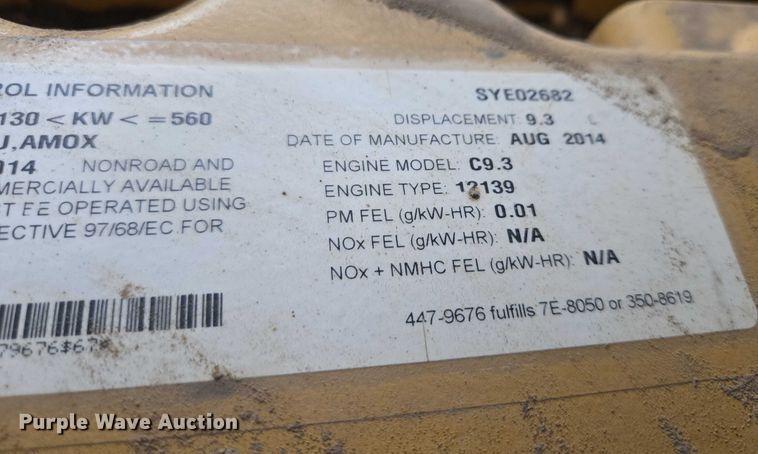 ROL INFORMATION
130 < KW < = 560
U,AMOX
014 NONROAD AND
MERCIALLY AVAILABLE
T BE OPERATED USING
ECTIVE 97/68/EC FOR
79676$67*
SYE02682
DISPLACEMENT: 9.3 L
DATE OF MANUFACTURE: AUG 2014
ENGINE MODEL: C9.3
ENGINE TYPE: 12139
PM FEL (g/kW-HR): 0.01
NOx FEL (g/kW-HR): N/A
NOx + NMHC FEL (g/kW-HR): N/A
447-9676 fulfills 7E-8050 or 350-8619
Purple Wave Auction